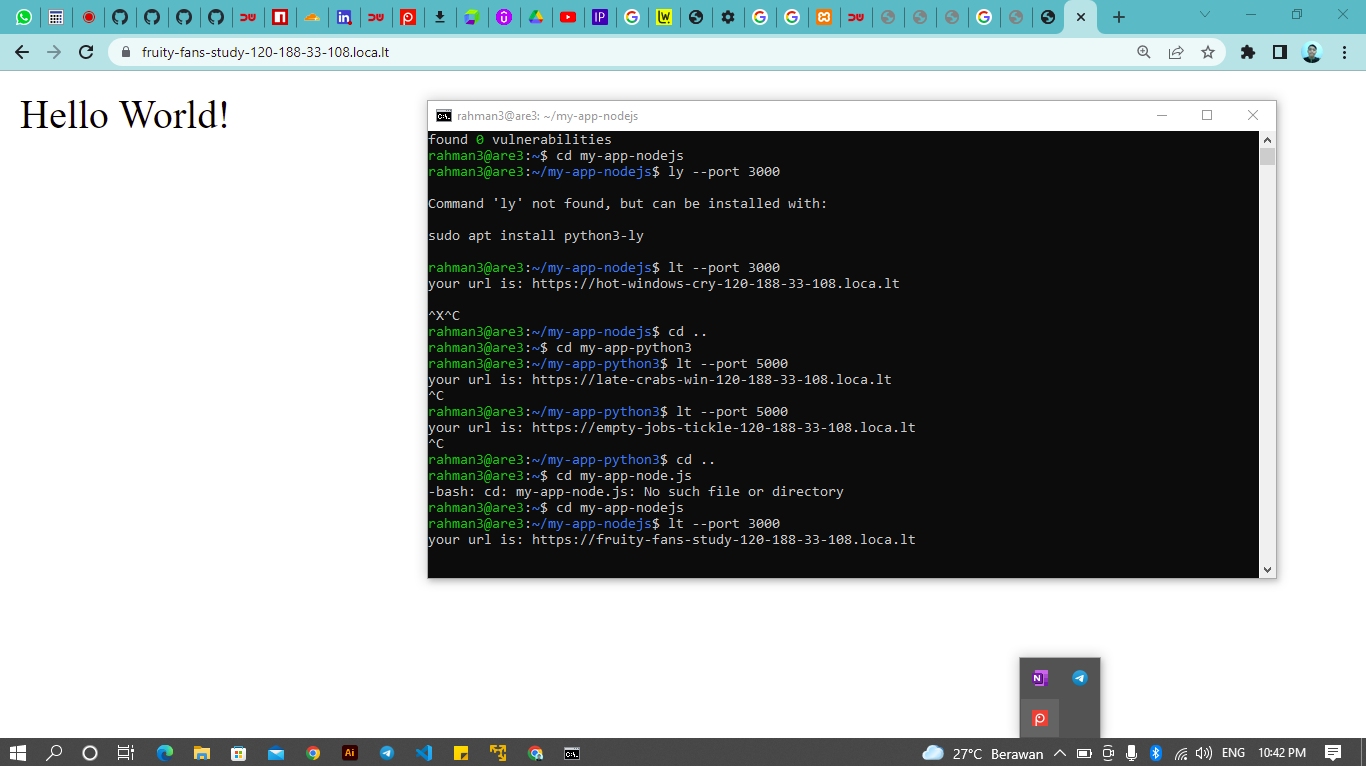 fruity-fans-study-120-188-33-108.loca.lt
Hello World!
rahman3@are3: ~/my-app-nodejs
found 0 vulnerabilities
rahman3@are3:~$ cd my-app-nodejs
rahman3@are3:~/my-app-nodejs$ ly --port 3000
Command 'ly' not found, but can be installed with:
sudo apt install python3-ly
rahman3@are3:~/my-app-nodejs$ lt --port 3000
your url is: https://hot-windows-cry-120-188-33-108.loca.lt
^X^C
rahman3@are3:~/my-app-nodejs$ cd ..
rahman3@are3:~$ cd my-app-python3
rahman3@are3:~/my-app-python3$ lt --port 5000
your url is: https://late-crabs-win-120-188-33-108.loca.lt
^C
rahman3@are3:~/my-app-python3$ lt --port 5000
your url is: https://empty-jobs-tickle-120-188-33-108.loca.lt
^C
rahman3@are3:~/my-app-python3$ cd ..
rahman3@are3:~$ cd my-app-node.js
-bash: cd: my-app-node.js: No such file or directory
rahman3@are3:~$ cd my-app-nodejs
rahman3@are3:~/my-app-nodejs$ lt --port 3000
your url is: https://fruity-fans-study-120-188-33-108.loca.lt
27°C Berawan ENG 10:42 PM